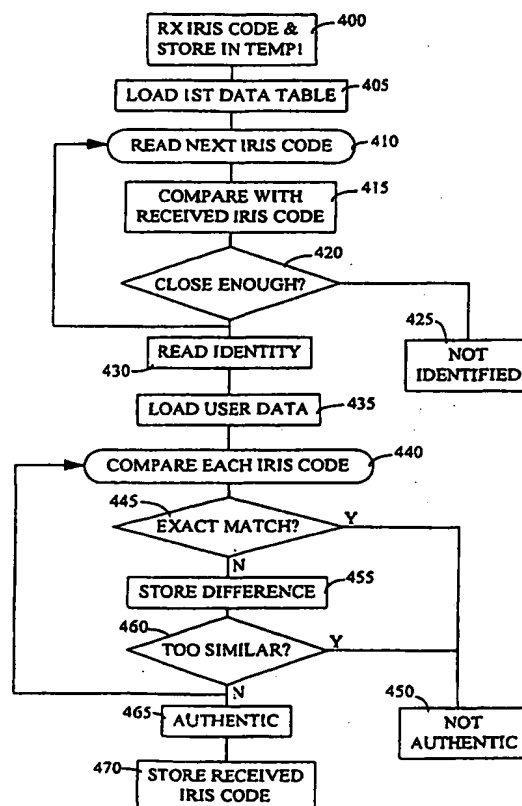 RX IRIS CODE &
STORE IN TEMP!
400
LOAD 1ST DATA TABLE
405
READ NEXT IRIS CODE
410
COMPARE WITH
RECEIVED IRIS CODE
415
CLOSE ENOUGH?
420
425
NOT
IDENTIFIED
READ IDENTITY
430
LOAD USER DATA
435
COMPARE EACH IRIS CODE
440
445
EXACT MATCH?
Y
N
STORE DIFFERENCE
455
460
TOO SIMILAR?
Y
N
465
AUTHENTIC
450
NOT
AUTHENTIC
470
STORE RECEIVED
IRIS CODE